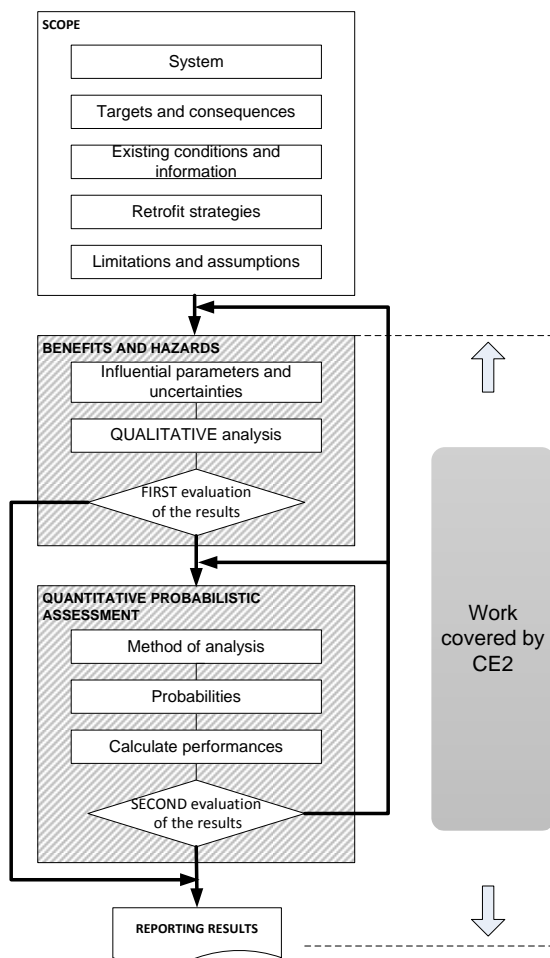 SCOPE
System
Targets and consequences
Existing conditions and
information
Retrofit strategies
Limitations and assumptions
BENEFITS AND HAZARDS
Influential parameters and
uncertainties
QUALITATIVE analysis
FIRST evaluation
of the results
QUANTITATIVE PROBABILISTIC
ASSESSMENT
Method of analysis
Probabilities
Calculate performances
SECOND evaluation
of the results
REPORTING RESULTS
Work
covered by
CE2